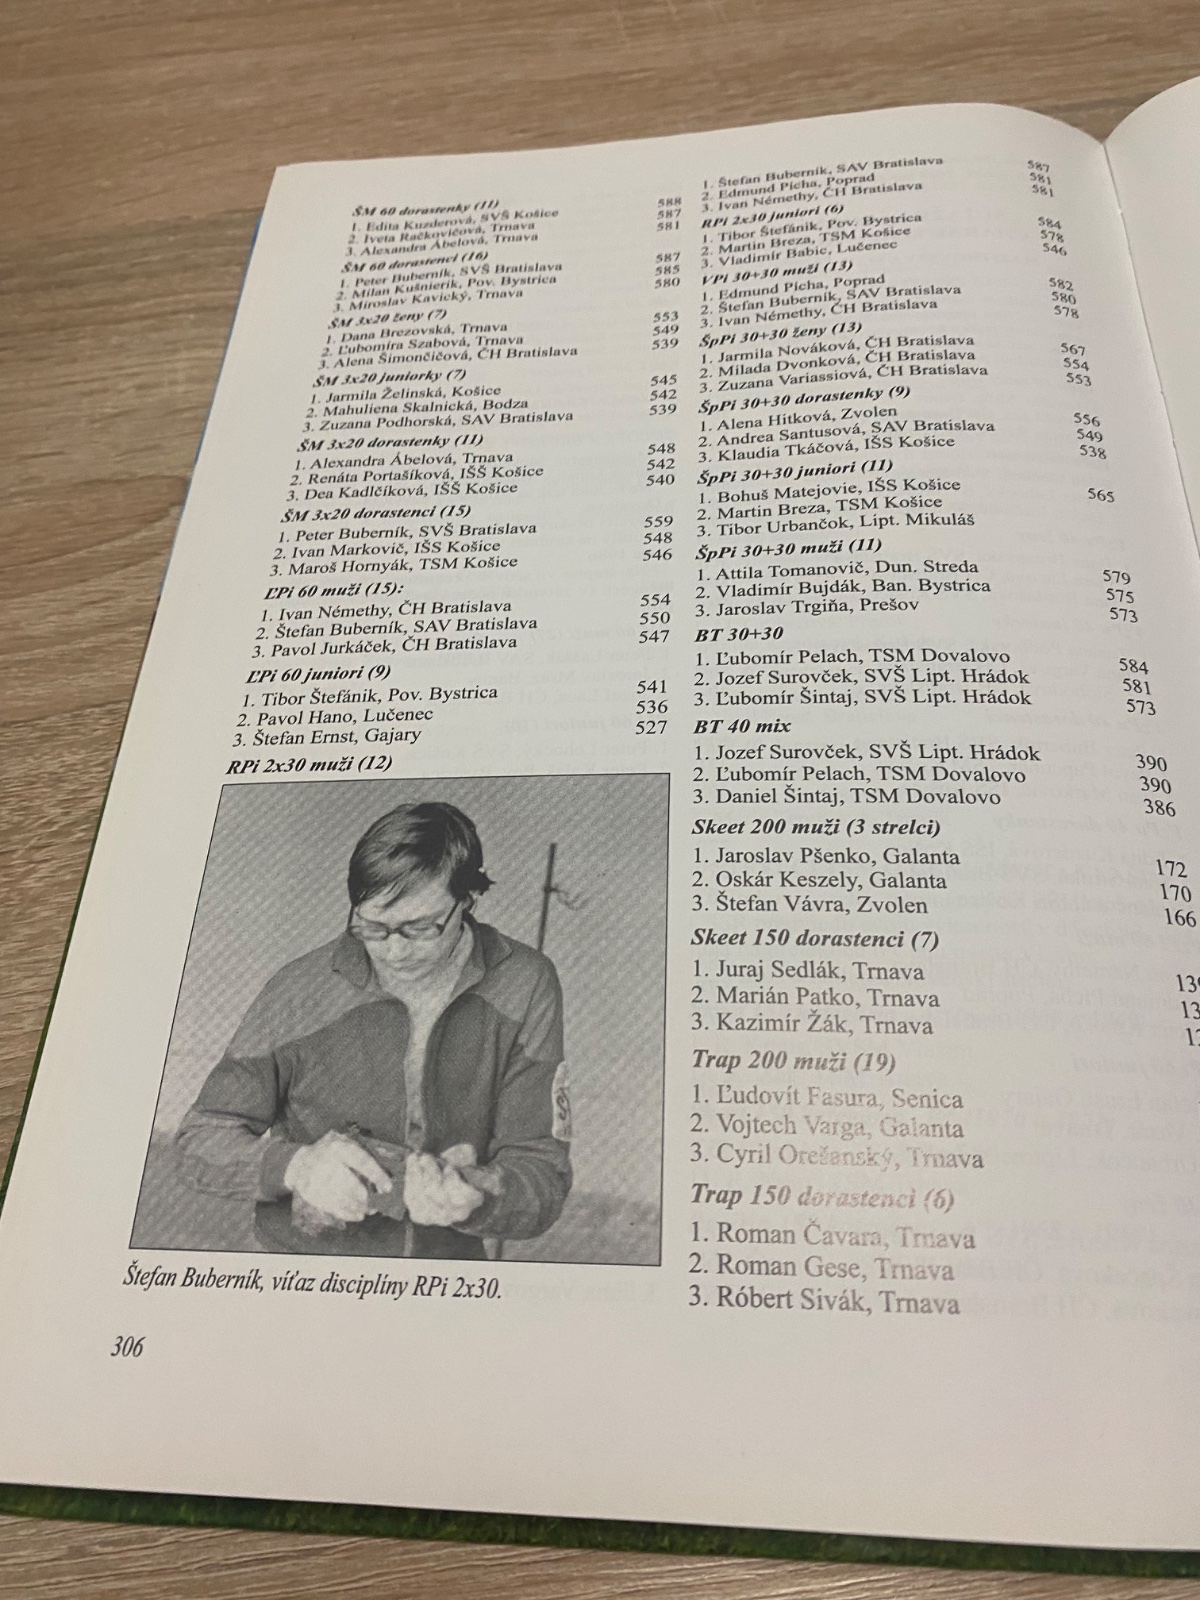 ŠM 60 dorastenky (11)
1. Edita Kuzderová, SVŠ Košice 588
2. Iveta Račkovičová, Trnava 587
3. Alexandra Ábelová, Trnava 581
ŠM 60 dorastenci (16)
1. Peter Buberník, SVŠ Bratislava 587
2. Milan Kušnierik, Pov. Bystrica 585
3. Miroslav Kavický, Trnava 580
ŠM 3x20 ženy (7)
1. Dana Brezovská, Trnava 553
2. Ľubomíra Szabová, Trnava 549
3. Alena Šimončičová, ČH Bratislava 539
ŠM 3x20 juniorky (7)
1. Jarmila Želinská, Košice 545
2. Mahuliena Skalnická, Bodza 542
3. Zuzana Podhorská, SAV Bratislava 539
ŠM 3x20 dorastenky (11)
1. Alexandra Ábelová, Trnava 548
2. Renáta Portašíková, IŠŠ Košice 542
3. Dea Kadlčíková, IŠŠ Košice 540
ŠM 3x20 dorastenci (15)
1. Peter Buberník, SVŠ Bratislava 559
2. Ivan Markovič, IŠS Košice 548
3. Maroš Hornyák, TSM Košice 546
ĽPi 60 muži (15):
1. Ivan Némethy, ČH Bratislava 554
2. Štefan Buberník, SAV Bratislava 550
3. Pavol Jurkáček, ČH Bratislava 547
ĽPi 60 juniori (9)
1. Tibor Štefánik, Pov. Bystrica 541
2. Pavol Hano, Lučenec 536
3. Štefan Ernst, Gajary 527
RPi 2x30 muži (12)
Štefan Buberník, víťaz disciplíny RPi 2x30.
306
1. Štefan Buberník, SAV Bratislava 587
2. Edmund Picha, Poprad 581
3. Ivan Némethy, ČH Bratislava 581
RPi 2x30 juniori (6)
1. Tibor Štefánik, Pov. Bystrica 584
2. Martin Breza, TSM Košice 578
3. Vladimír Babic, Lučenec 546
VPi 30+30 muži (13)
1. Edmund Picha, Poprad 582
2. Štefan Buberník, SAV Bratislava 580
3. Ivan Némethy, ČH Bratislava 578
ŠpPi 30+30 ženy (13)
1. Jarmila Nováková, ČH Bratislava 567
2. Milada Dvonková, ČH Bratislava 554
3. Zuzana Variassiová, ČH Bratislava 553
ŠpPi 30+30 dorastenky (9)
1. Alena Hitková, Zvolen 556
2. Andrea Santusová, SAV Bratislava 549
3. Klaudia Tkáčová, IŠS Košice 538
ŠpPi 30+30 juniori (11)
1. Bohuš Matejovie, IŠS Košice 565
2. Martin Breza, TSM Košice
3. Tibor Urbančok, Lipt. Mikuláš
ŠpPi 30+30 muži (11)
1. Attila Tomanovič, Dun. Streda 579
2. Vladimír Bujdák, Ban. Bystrica 575
3. Jaroslav Trgiňa, Prešov 573
BT 30+30
1. Ľubomír Pelach, TSM Dovalovo 584
2. Jozef Surovček, SVŠ Lipt. Hrádok 581
3. Ľubomír Šintaj, SVŠ Lipt. Hrádok 573
BT 40 mix
1. Jozef Surovček, SVŠ Lipt. Hrádok 390
2. Ľubomír Pelach, TSM Dovalovo 390
3. Daniel Šintaj, TSM Dovalovo 386
Skeet 200 muži (3 strelci)
1. Jaroslav Pšenko, Galanta 172
2. Oskár Keszely, Galanta 170
3. Štefan Vávra, Zvolen 166
Skeet 150 dorastenci (7)
1. Juraj Sedlák, Trnava
2. Marián Patko, Trnava
3. Kazimír Žák, Trnava
Trap 200 muži (19)
1. Ľudovít Fasura, Senica
2. Vojtech Varga, Galanta
3. Cyril Orešanský, Trnava
Trap 150 dorastenci (6)
1. Roman Čavara, Trnava
2. Roman Gese, Trnava
3. Róbert Sivák, Trnava